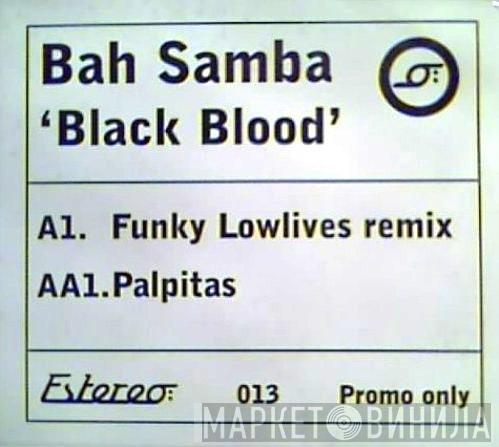 Bah Samba
‘Black Blood’
A1. Funky Lowlives remix
AA1.Palpitas
Estereo: 013 Promo only
МАРКЕТ ВИНИЛА